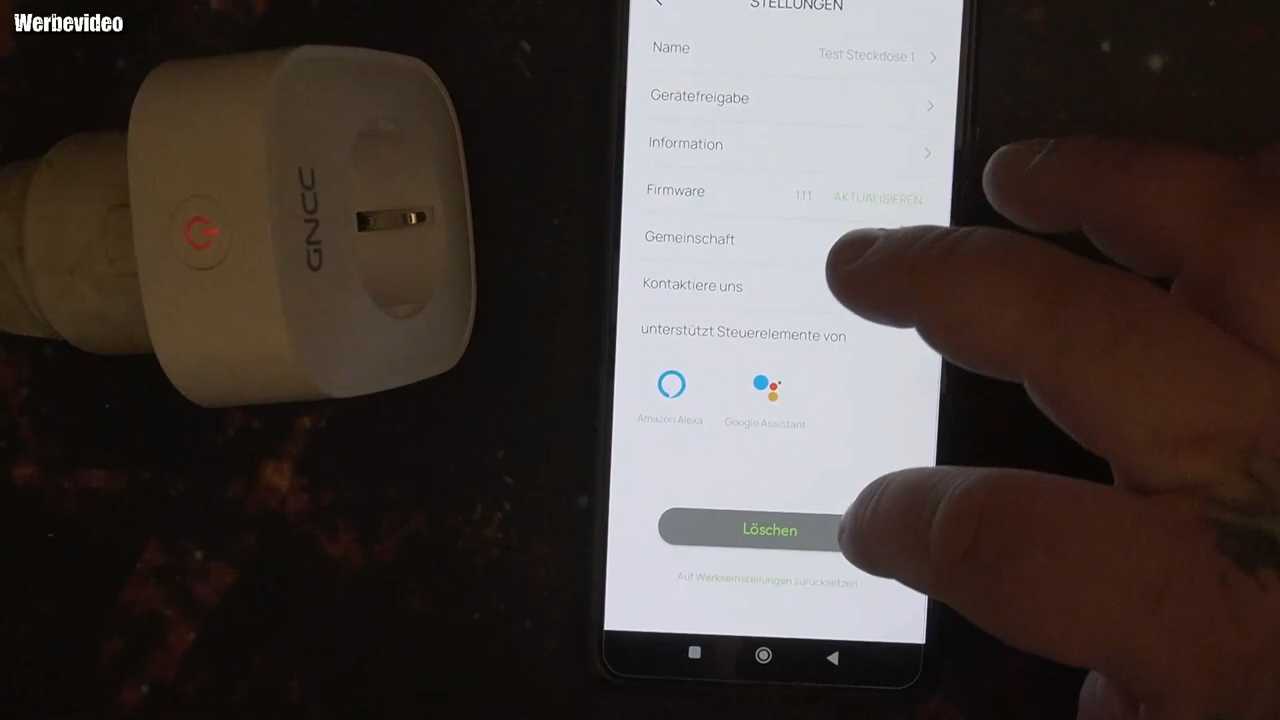 Werbevideo
STELLUNGEN
Name
Test Steckdose 1
Gerätefreigabe
Information
Firmware
1.11
AKTUALISIEREN
Gemeinschaft
Kontaktiere uns
unterstützt Steuerelemente von
Amazon Alexa
Google Assistant
Löschen
Auf Werkseinstellungen zurücksetzen
GNCC